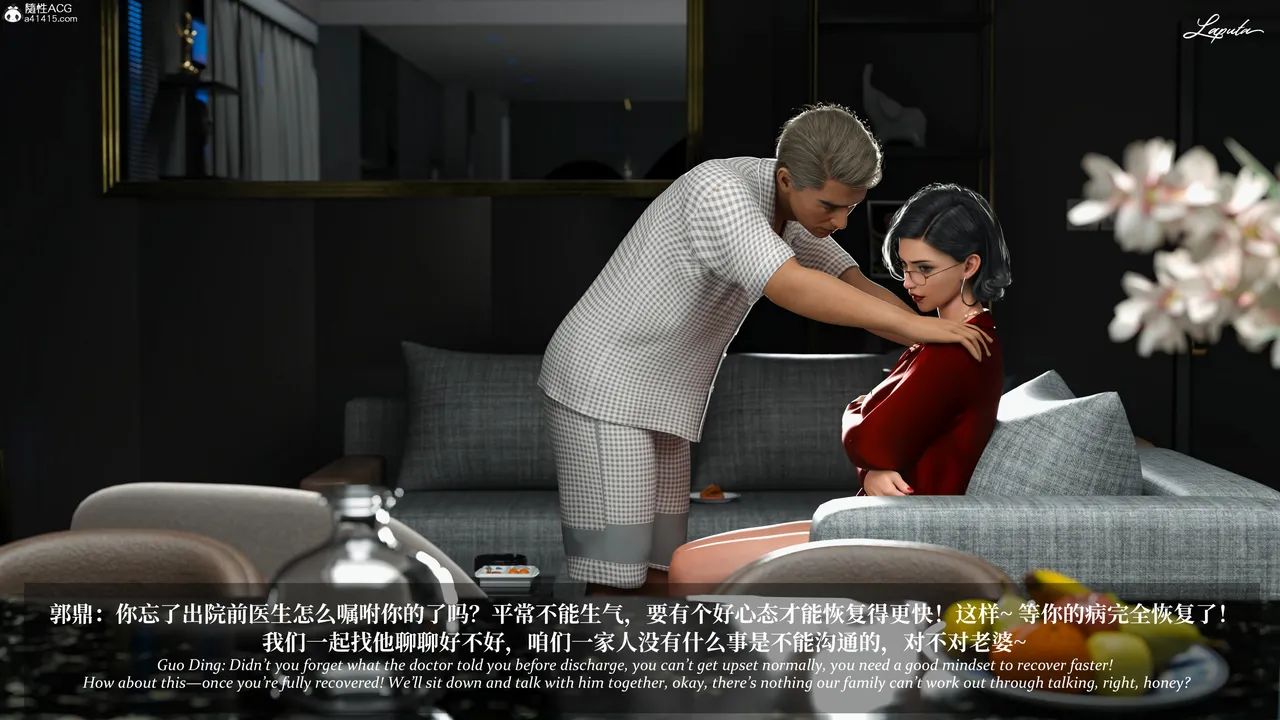 隨性ACG
a41415.com
Laputa
郭鼎：你忘了出院前医生怎么嘱咐你的了吗？平常不能生气，要有个好心态才能恢复得更快！这样~ 等你的病完全恢复了！
我们一起找他聊聊好不好，咱们一家人没有什么事是不能沟通的，对不对老婆~
Guo Ding: Didn't you forget what the doctor told you before discharge, you can't get upset normally, you need a good mindset to recover faster!
How about this—once you're fully recovered! We'll sit down and talk with him together, okay, there's nothing our family can't work out through talking, right, honey?